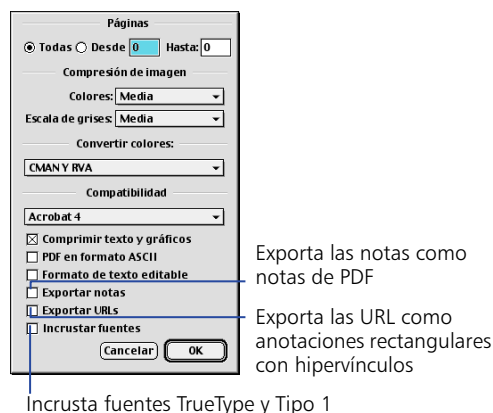 Páginas
Todas Desde 0 Hasta: 0
Compresión de imagen
Colores: Media
Escala de grises: Media
Convertir colores:
CMAN Y RVA
Compatibilidad
Acrobat 4
Comprimir texto y gráficos
PDF en formato ASCII
Formato de texto editable
Exportar notas
Exportar URLs
Incrustar fuentes
Cancelar OK
Exporta las notas como
notas de PDF
Exporta las URL como
anotaciones rectangulares
con hipervínculos
Incrusta fuentes TrueType y Tipo 1